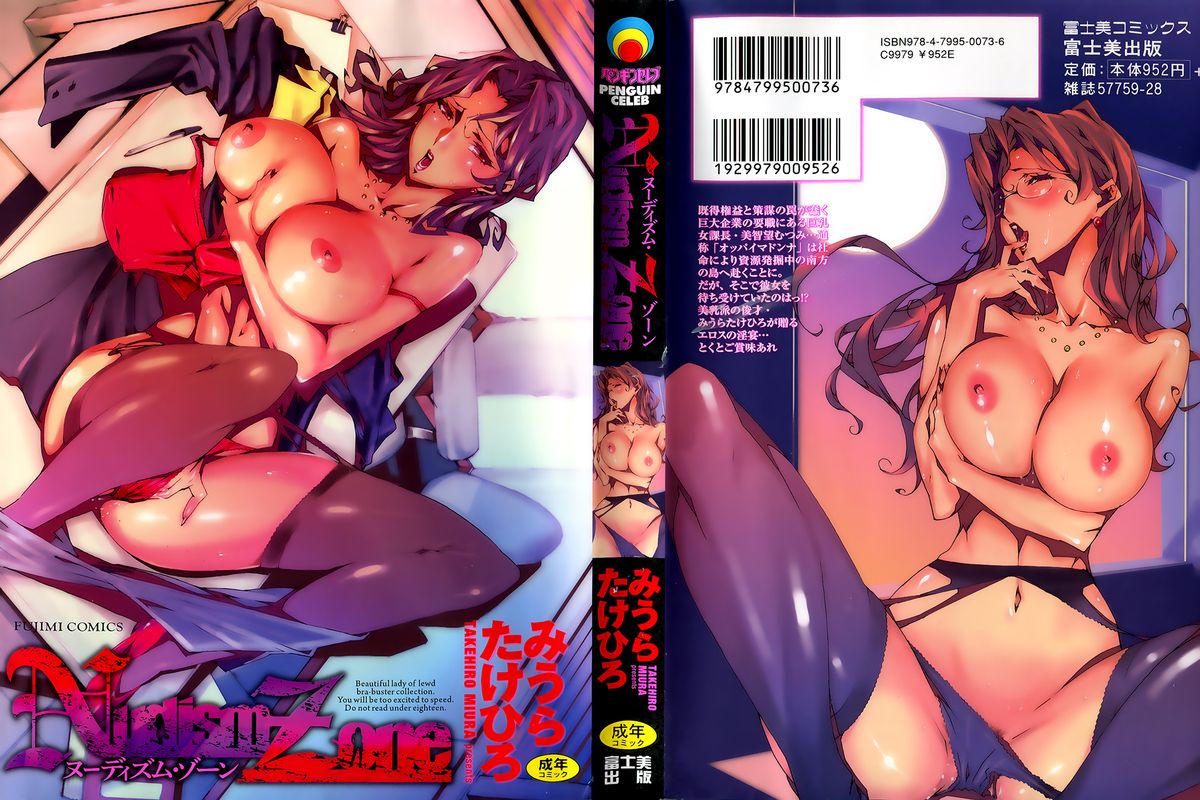 FUJIMI COMICS
Nudism Zone
ヌーディズム・ゾーン
Beautiful lady of lewd
bra-buster collection.
You will be too excited to speed.
Do not read under eighteen.
みうら
たけひろ
TAKEHIRO MIURA presents
成年
コミック
ペンギンセレブ
PENGUIN
CELEB
Nudism Zone
ヌーディズム・ゾーン
みうら
たけひろ
TAKEHIRO
MIURA
presents
成年
コミック
富士美
出版
ISBN978-4-7995-0073-6
C9979 ¥952E
9784799500736
1929979009526
富士美コミックス
富士美出版
定価:本体952円+
雑誌57759-28
既得権益と策謀の罠が巻く
巨大企業の要職にある巨乳
女課長・美智望むつみ…通
称「オッパイマドンナ」は社
命により資源発掘中の南方
の島へ赴くことに。
だが、そこで彼女を
待ち受けていたのはっ!?
美乳派の俊才・
みうらたけひろが贈る
エロスの淫宴…
とくとご賞味あれ